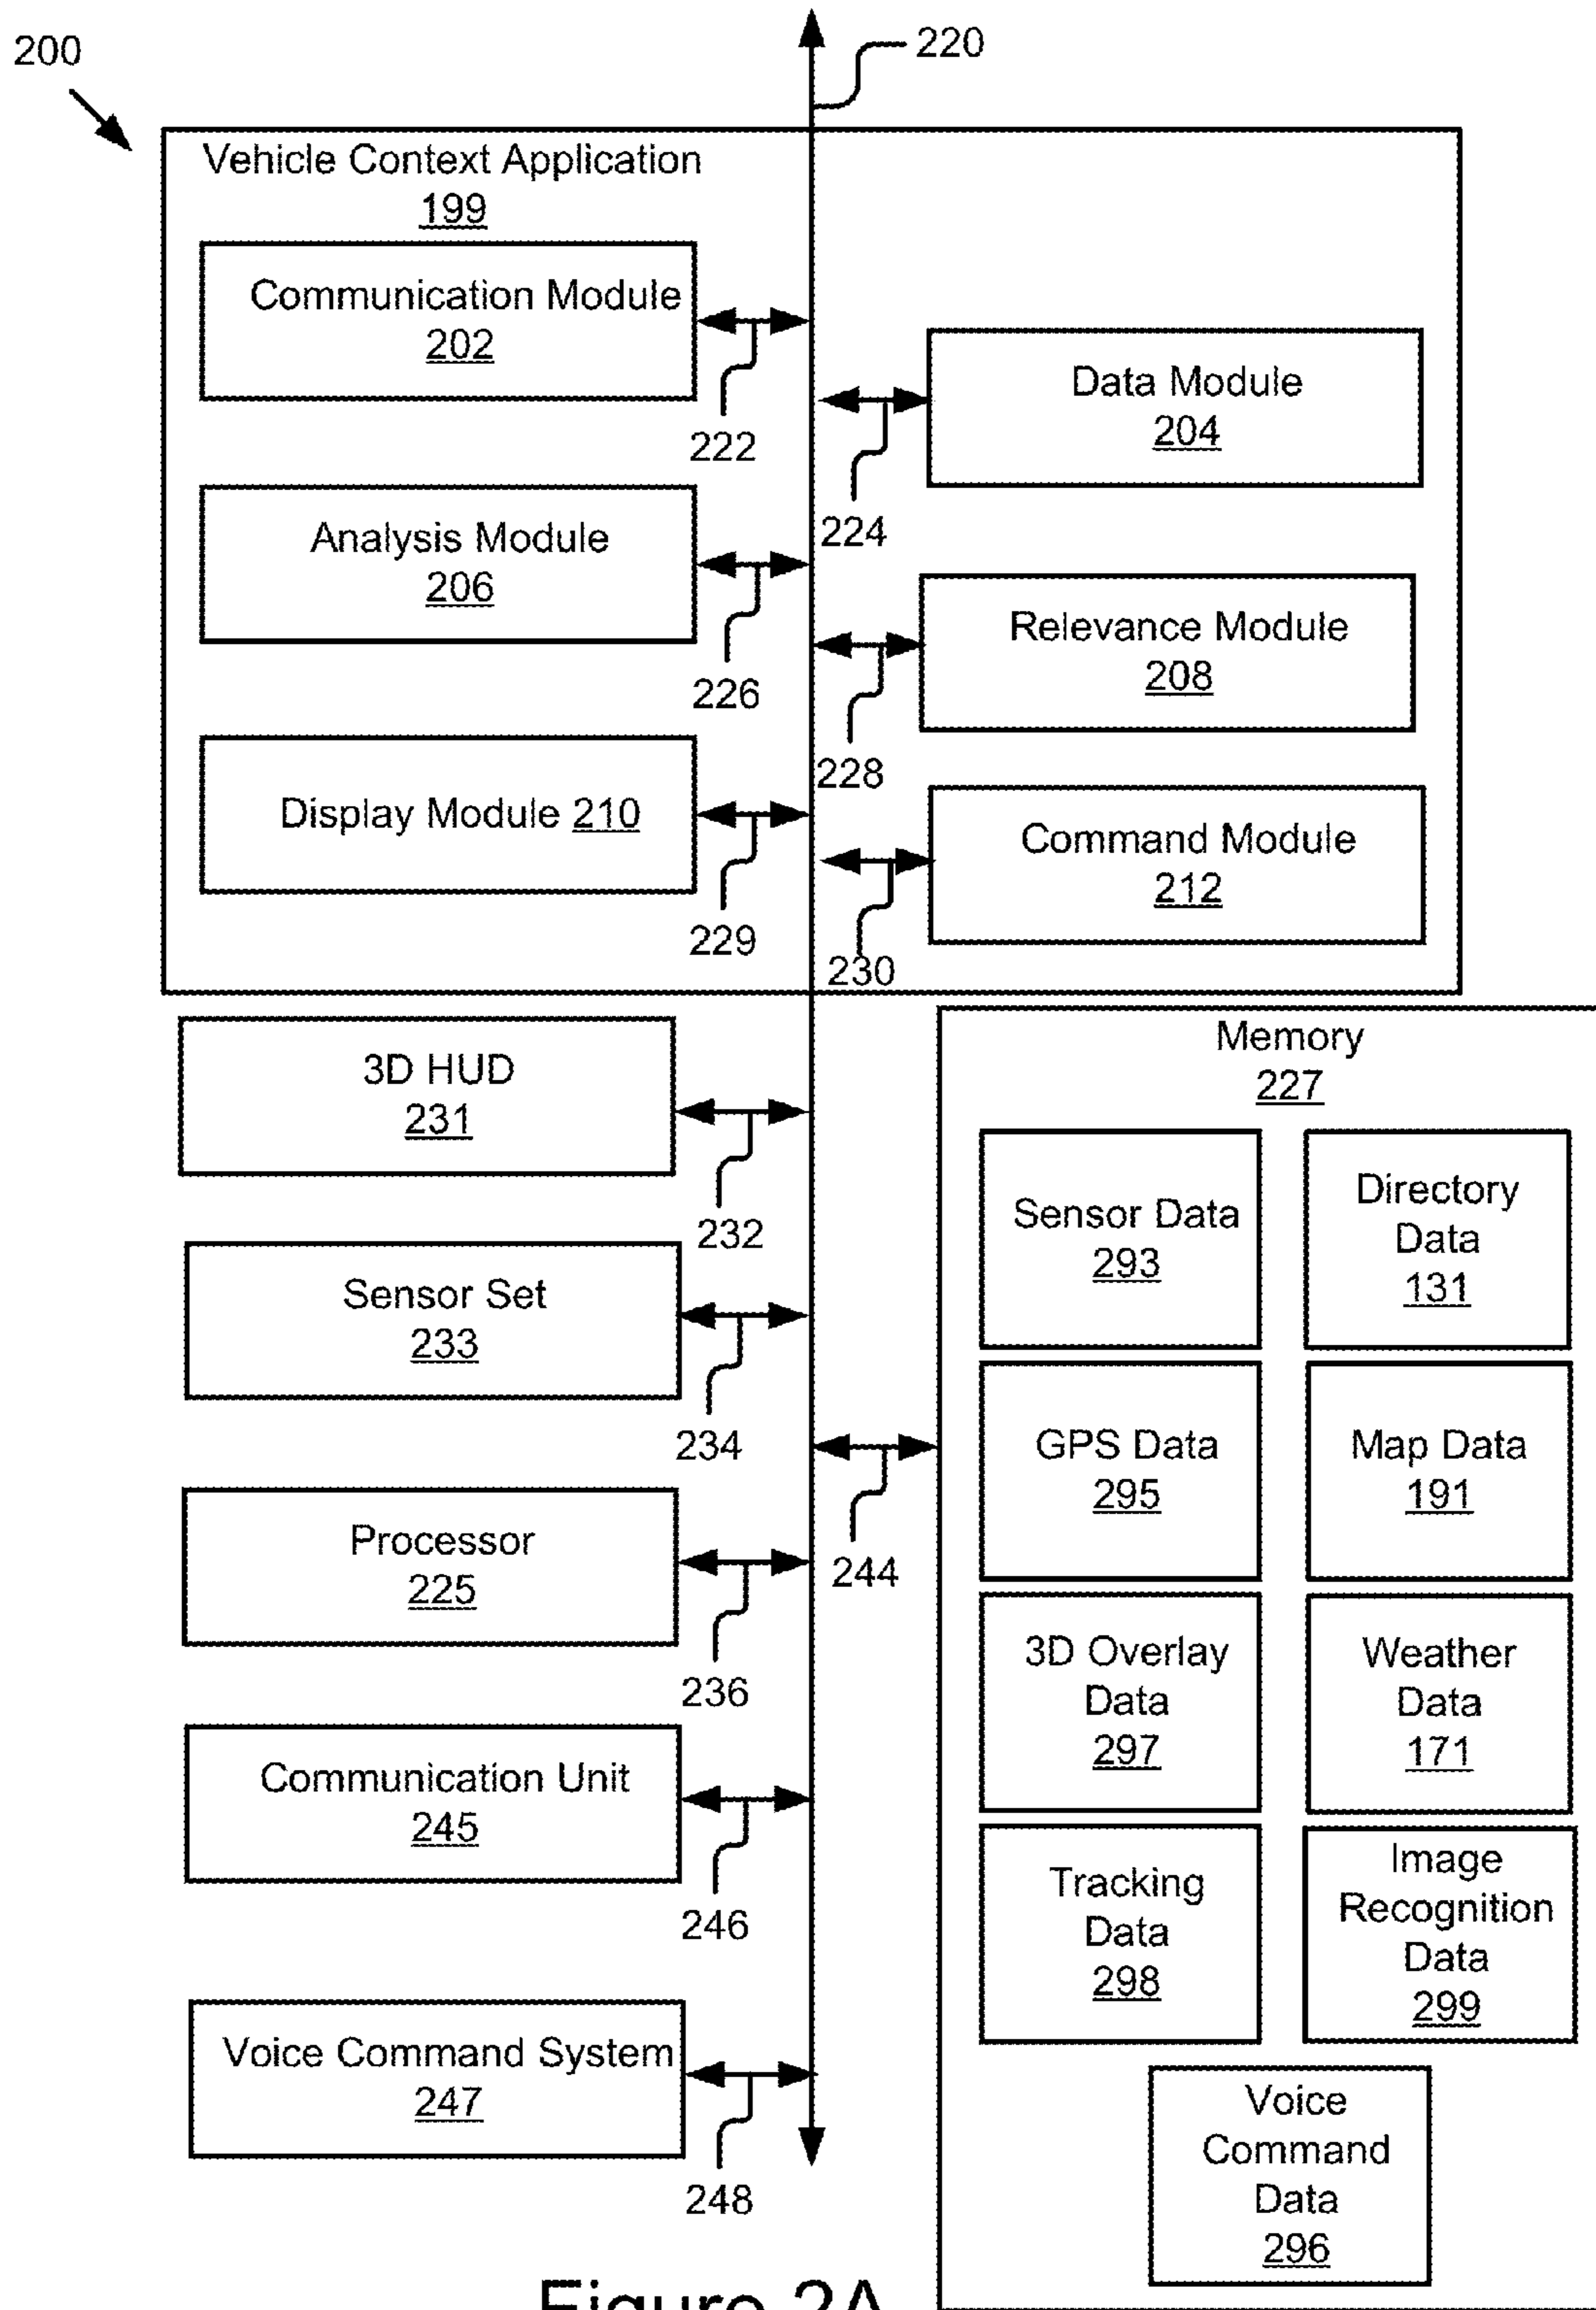 200
220
Vehicle Context Application
199
Communication Module
202
222
Data Module
204
224
Analysis Module
206
226
Relevance Module
208
228
Display Module 210
229
Command Module
212
230
3D HUD
231
232
Sensor Set
233
234
Processor
225
236
Communication Unit
245
246
Voice Command System
247
248
244
Memory
227
Sensor Data
293
Directory
Data
131
GPS Data
295
Map Data
191
3D Overlay
Data
297
Weather
Data
171
Tracking
Data
298
Image
Recognition
Data
299
Voice
Command
Data
296
Figure 2A